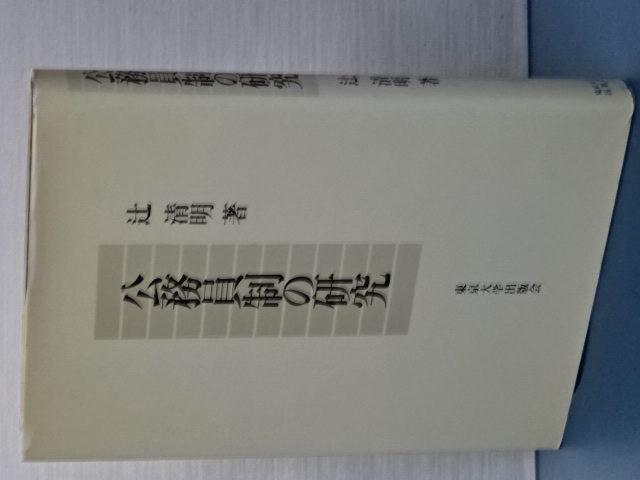 公務員制の研究
辻 清明 著
東京大学出版会
公務員制の研究
辻 清明 著